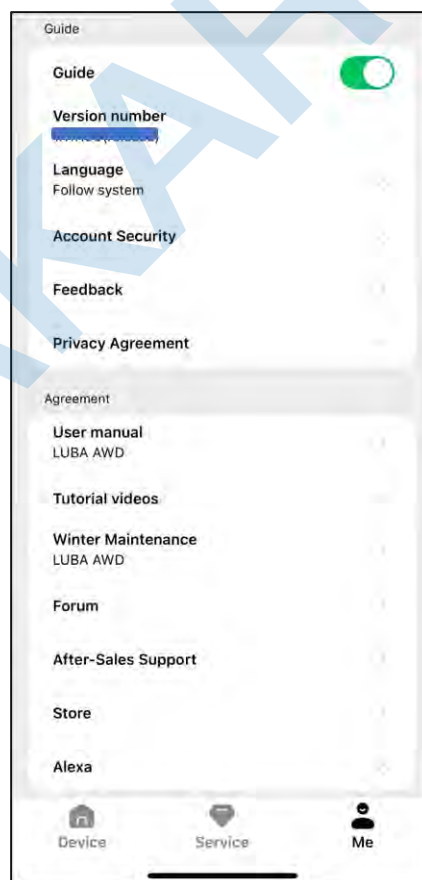 Guide
Guide
Version number
Language
Follow system
Account Security
Feedback
Privacy Agreement
Agreement
User manual
LUBA AWD
Tutorial videos
Winter Maintenance
LUBA AWD
Forum
After-Sales Support
Store
Alexa
Device
Service
Me